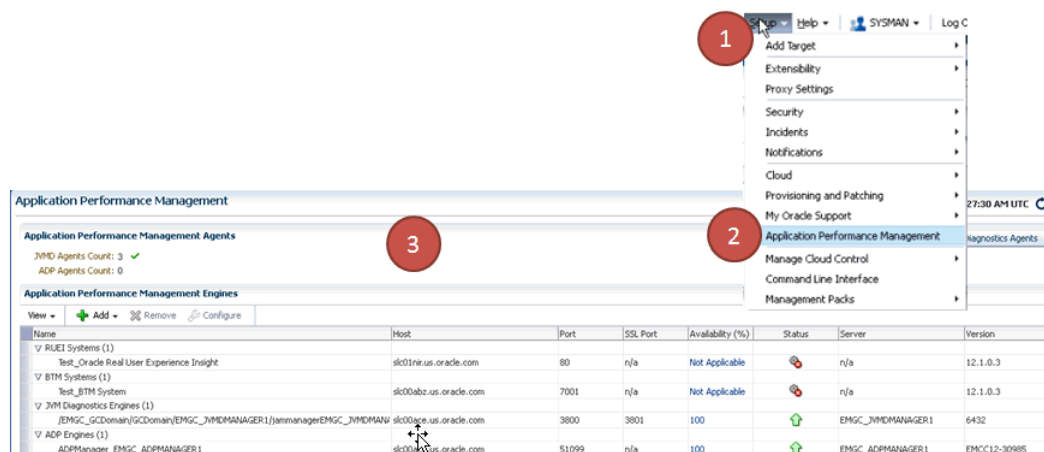 1
Setup Help SYSMAN Log C
Add Target
Extensibility
Proxy Settings
Security
Incidents
Notifications
Cloud
Provisioning and Patching
My Oracle Support
2
Application Performance Management
Manage Cloud Control
Command Line Interface
Management Packs
Application Performance Management
27:30 AM UTC
Application Performance Management Agents
3
iagnostics Agents
JVMD Agents Count: 3
ADP Agents Count: 0
Application Performance Management Engines
View Add Remove Configure
Name Host Port SSL Port Availability (%) Status Server Version
RUEI Systems (1)
Test_Oracle Real User Experience Insight slc01nir.us.oracle.com 80 n/a Not Applicable n/a 12.1.0.3
BTM Systems (1)
Test_BTM System slc00abz.us.oracle.com 7001 n/a Not Applicable n/a 12.1.0.3
JVM Diagnostics Engines (1)
/EMGC_GCDomain/GCDomain/EMGC_JVMDMANAGER1/jammanagerEMGC_JVMDMAN slc00ace.us.oracle.com 3800 3801 100 EMGC_JVMDMANAGER1 6432
ADP Engines (1)
ADPManager_EMGC_ADPMANAGER1 51099 n/a 100 EMGC_ADPMANAGER1 EMCC12-30985